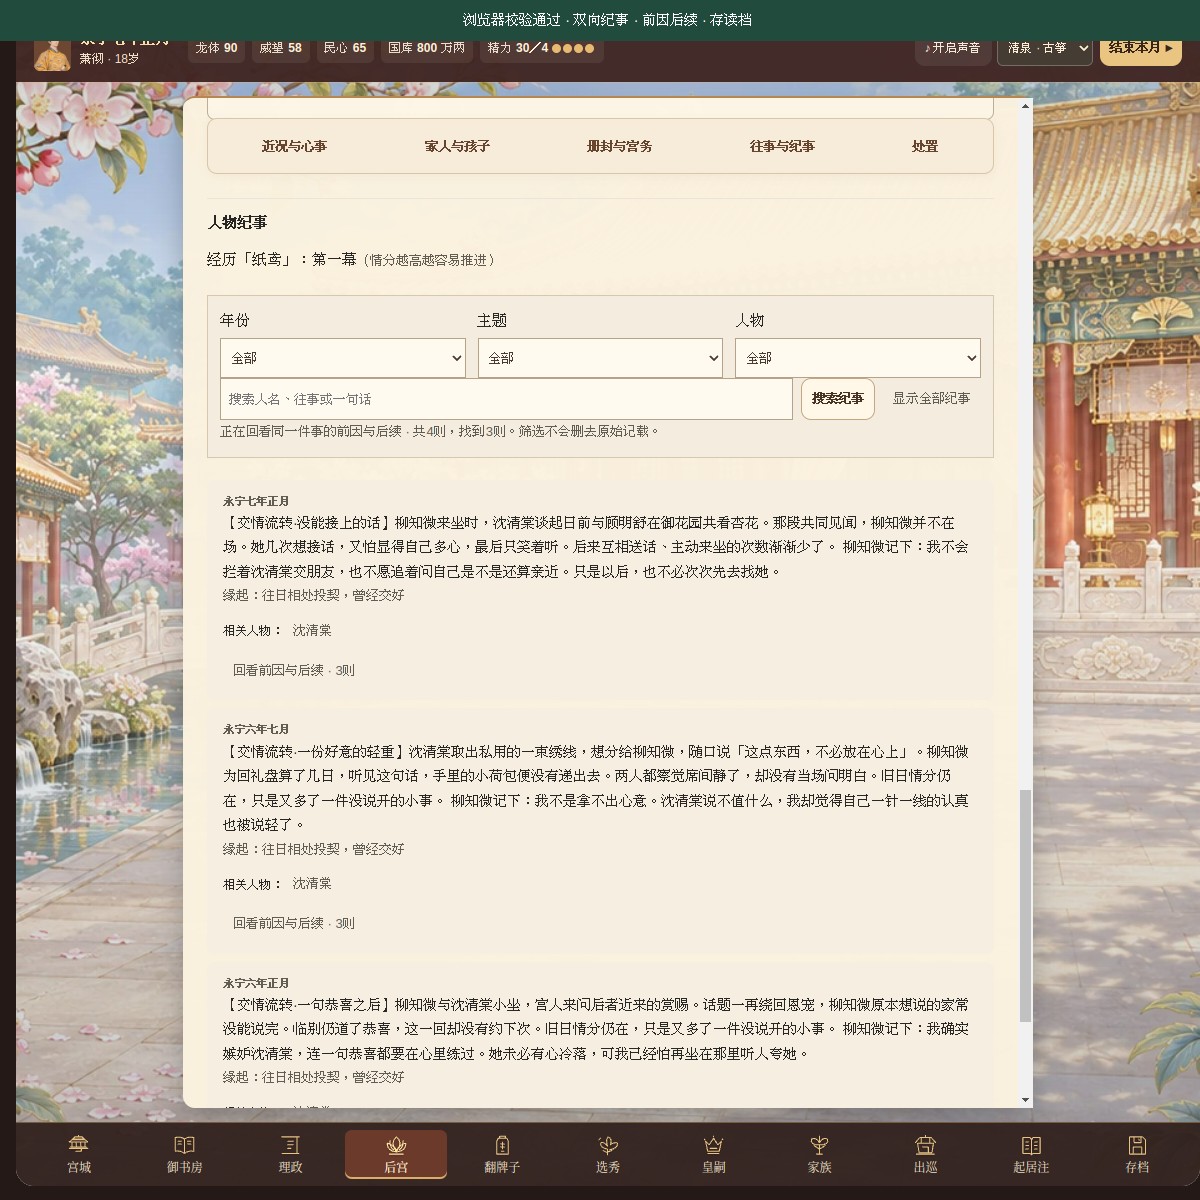 浏览器校验通过 · 双向纪事 · 前因后续 · 存读档
萧彻 · 18岁
龙体 90
威望 58
民心 65
国库 800 万两
精力 30／4
♪开启声音
清泉 · 古筝
结束本月 ▸
近况与心事
家人与孩子
册封与宫务
往事与纪事
处置
人物纪事
经历「纸鸢」：第一幕（情分越高越容易推进）
年份
主题
人物
全部
全部
全部
搜索人名、往事或一句话
搜索纪事
显示全部纪事
正在回看同一件事的前因与后续 · 共4则，找到3则。筛选不会删去原始记载。
永宁七年正月
【交情流转·没能接上的话】柳知微来坐时，沈清棠谈起日前与顾明舒在御花园共看杏花。那段共同见闻，柳知微并不在
场。她几次想接话，又怕显得自己多心，最后只笑着听。后来互相送话、主动来坐的次数渐渐少了。 柳知微记下：我不会
拦着沈清棠交朋友，也不愿追着问自己是不是还算亲近。只是以后，也不必次次先去找她。
缘起：往日相处投契，曾经交好
相关人物： 沈清棠
回看前因与后续 · 3则
永宁六年七月
【交情流转·一份好意的轻重】沈清棠取出私用的一束绣线，想分给柳知微，随口说「这点东西，不必放在心上」。柳知微
为回礼盘算了几日，听见这句话，手里的小荷包便没有递出去。两人都察觉席间静了，却没有当场问明白。旧日情分仍
在，只是又多了一件没说开的小事。 柳知微记下：我不是拿不出心意。沈清棠说不值什么，我却觉得自己一针一线的认真
也被说轻了。
缘起：往日相处投契，曾经交好
相关人物： 沈清棠
回看前因与后续 · 3则
永宁六年正月
【交情流转·一句恭喜之后】柳知微与沈清棠小坐，宫人来问后者近来的赏赐。话题一再绕回恩宠，柳知微原本想说的家常
没能说完。临别仍道了恭喜，这一回却没有约下次。旧日情分仍在，只是又多了一件没说开的小事。 柳知微记下：我确实
嫉妒沈清棠，连一句恭喜都要在心里练过。她未必有心冷落，可我已经怕再坐在那里听人夸她。
缘起：往日相处投契，曾经交好
宫城
御书房
理政
后宫
翻牌子
选秀
皇嗣
家族
出巡
起居注
存档